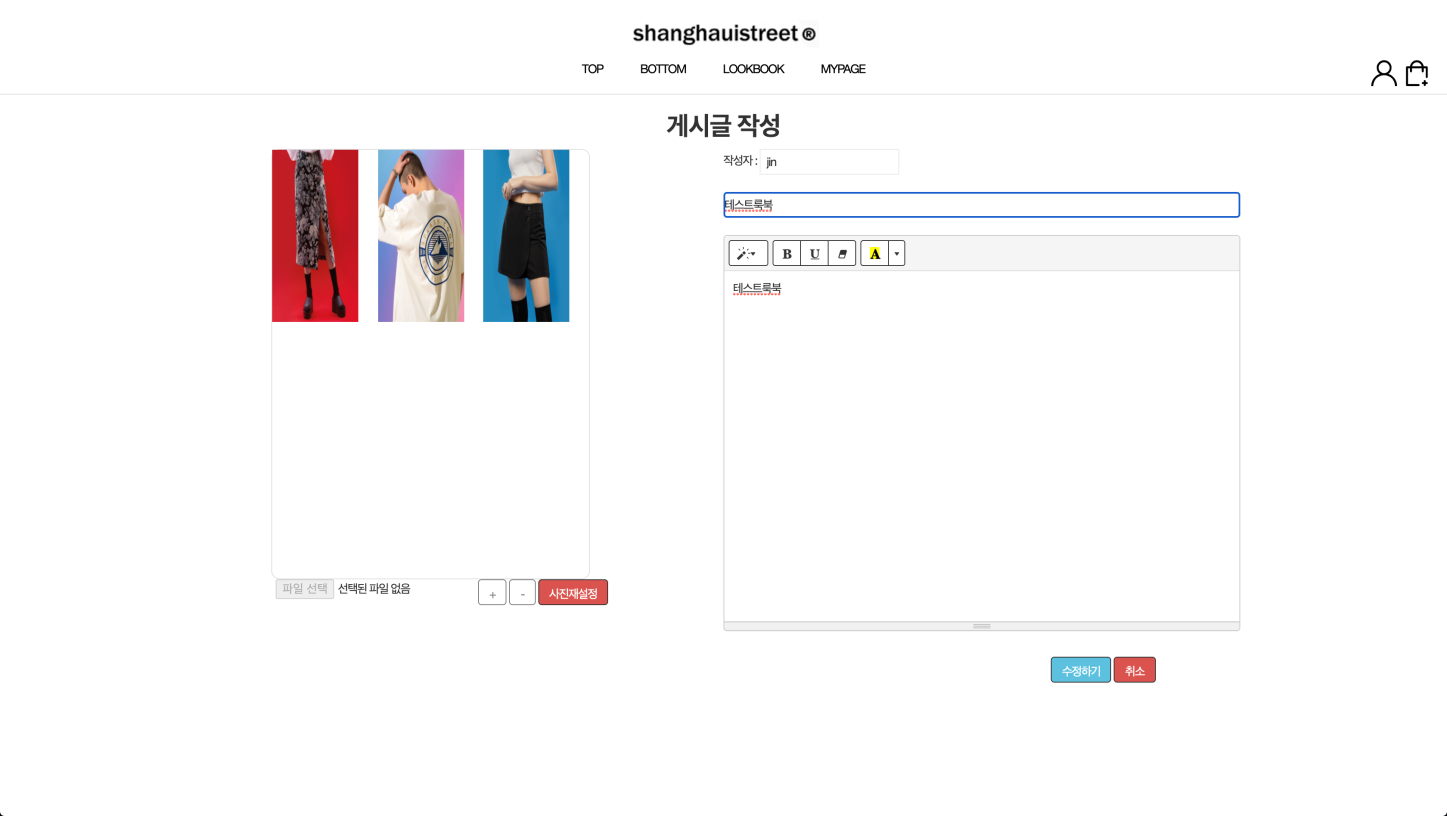 shanghauistreet ®
TOP BOTTOM LOOKBOOK MYPAGE
게시글 작성
작성자 : jin
테스트룩북
B U A
테스트룩북
파일 선택 선택된 파일 없음 + - 사진재설정
수정하기 취소